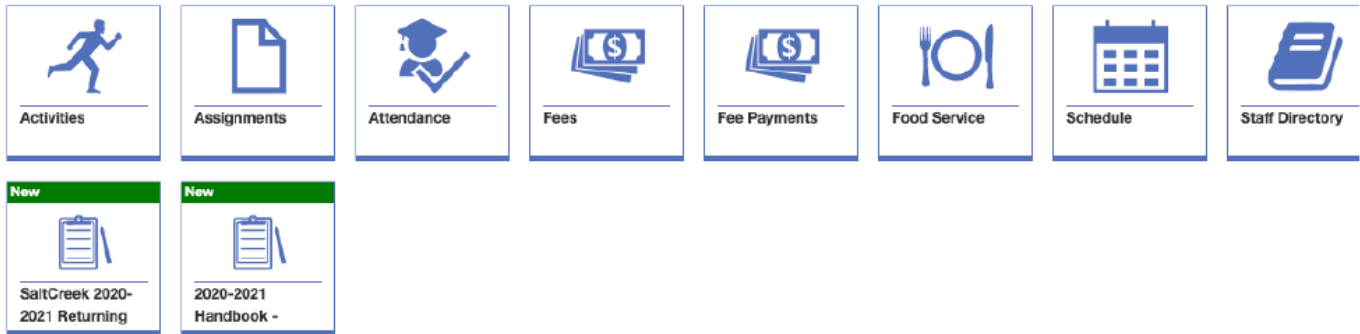 Activities
Assignments
Attendance
Fees
Fee Payments
Food Service
Schedule
Staff Directory
New
SaltCreek 2020-
2021 Returning
New
2020-2021
Handbook -